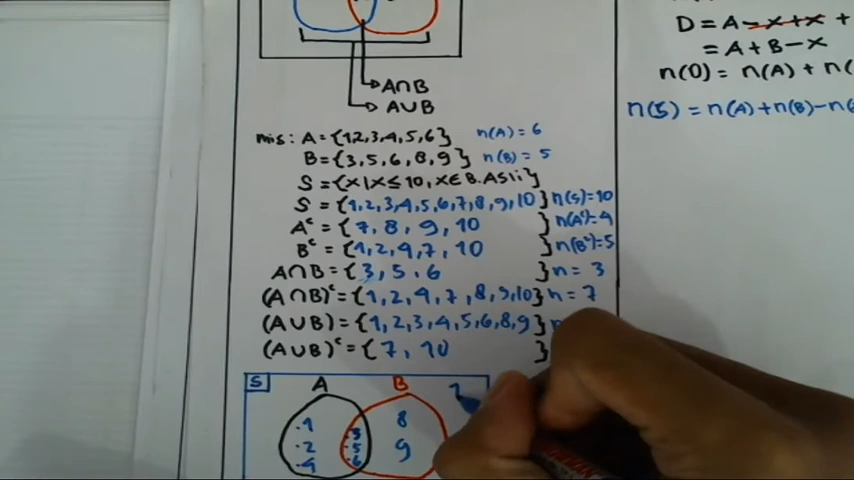 A∩B
A∪B
mis: A = {1,2,3,4,5,6} n(A) = 6
B = {3,5,6,8,9} n(B) = 5
S = {x|x ≤ 10, x ∈ B.ASli}
S = {1,2,3,4,5,6,7,8,9,10} n(S)=10
Aᶜ = {7,8,9,10} n(Aᶜ)=4
Bᶜ = {1,2,4,7,10} n(Bᶜ)=5
A∩B = {3,5,6} n = 3
(A∩B)ᶜ = {1,2,4,7,8,9,10} n = 7
(A∪B) = {1,2,3,4,5,6,8,9}
(A∪B)ᶜ = {7,10}
S A B
.1 .3 8
.2 .5 9
.4 .6
D = A - x + x +
= A + B - x
n(D) = n(A) + n(
n(S) = n(A) + n(B) - n(